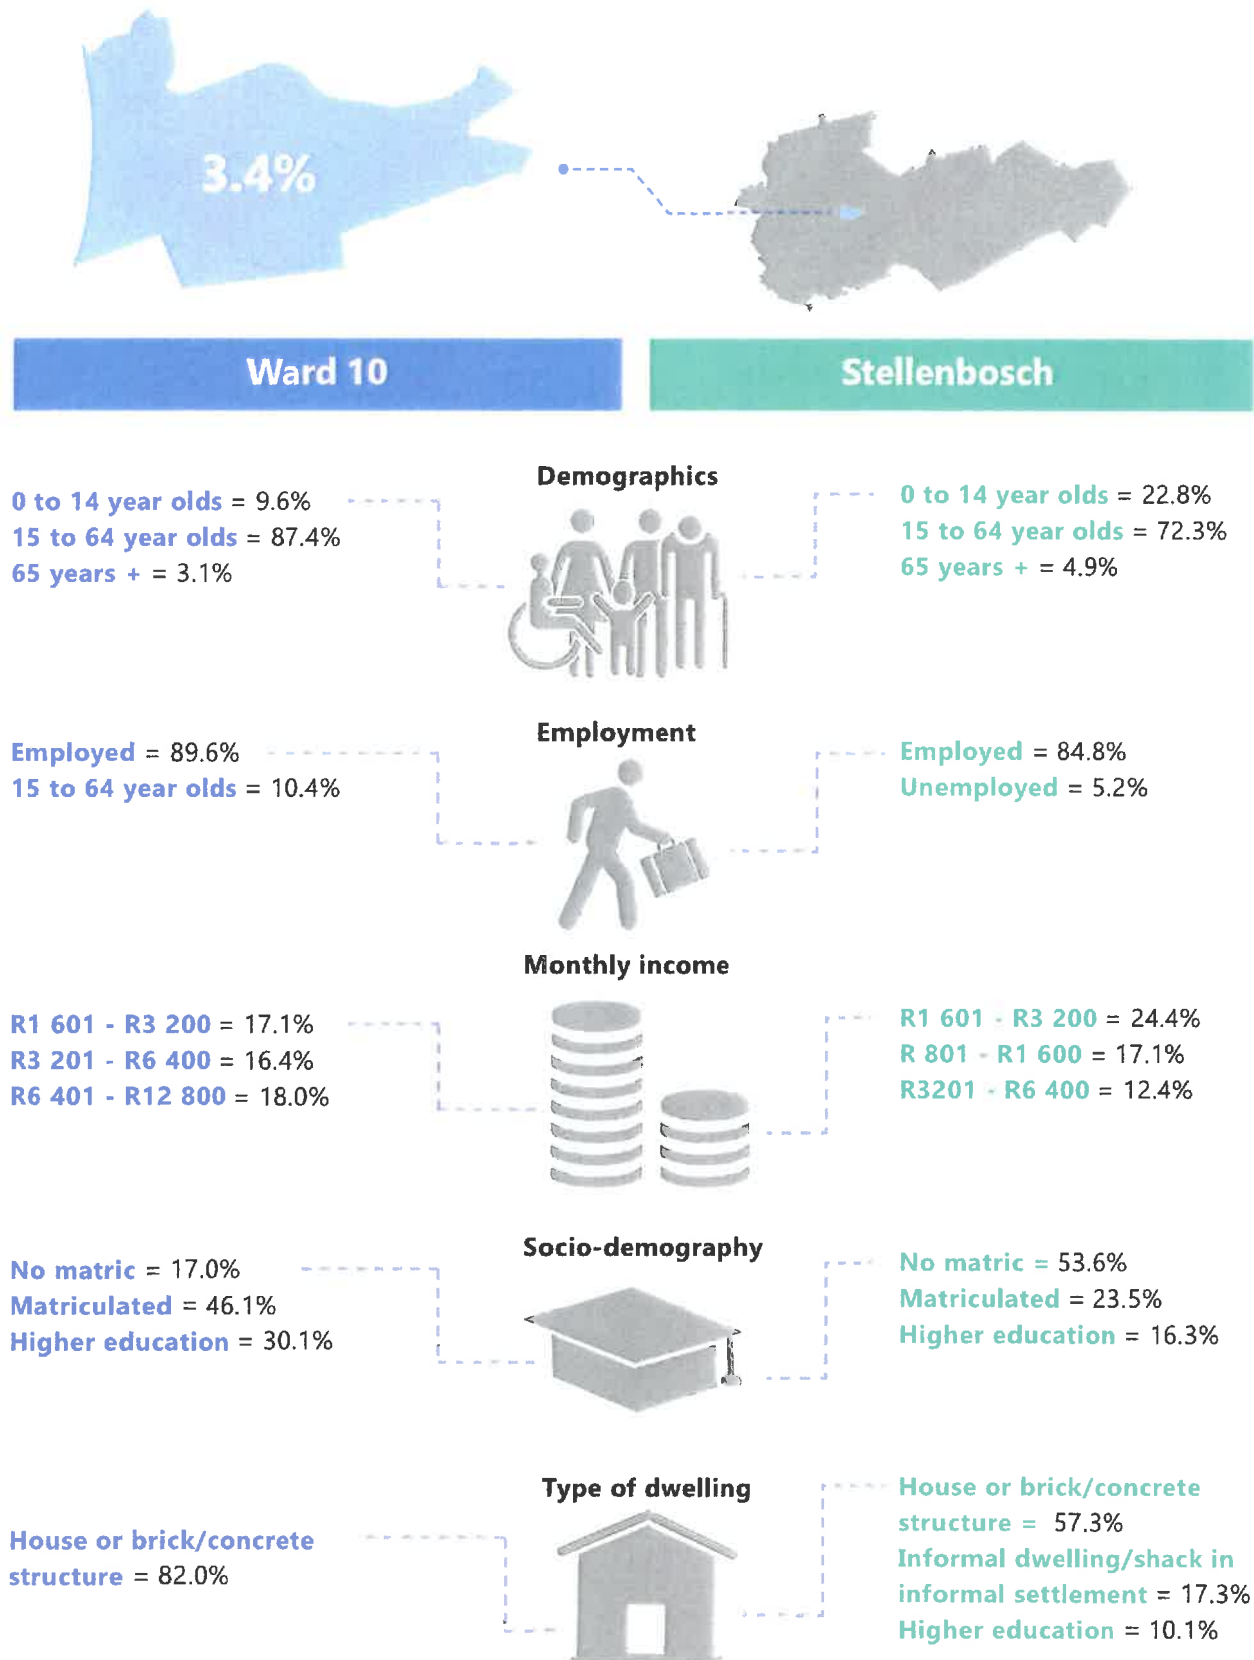 3.4%
Ward 10
Stellenbosch
Demographics
0 to 14 year olds = 9.6%
15 to 64 year olds = 87.4%
65 years + = 3.1%
0 to 14 year olds = 22.8%
15 to 64 year olds = 72.3%
65 years + = 4.9%
Employment
Employed = 89.6%
15 to 64 year olds = 10.4%
Employed = 84.8%
Unemployed = 5.2%
Monthly income
R1 601 - R3 200 = 17.1%
R3 201 - R6 400 = 16.4%
R6 401 - R12 800 = 18.0%
R1 601 - R3 200 = 24.4%
R 801 - R1 600 = 17.1%
R3201 - R6 400 = 12.4%
Socio-demography
No matric = 17.0%
Matriculated = 46.1%
Higher education = 30.1%
No matric = 53.6%
Matriculated = 23.5%
Higher education = 16.3%
Type of dwelling
House or brick/concrete
structure = 82.0%
House or brick/concrete
structure = 57.3%
Informal dwelling/shack in
informal settlement = 17.3%
Higher education = 10.1%